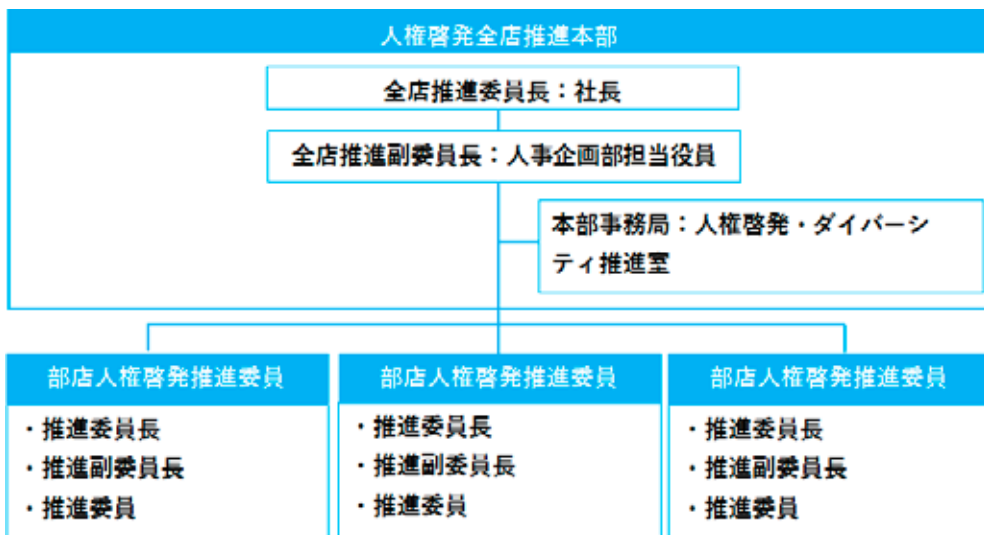 人権啓発全店推進本部
全店推進委員長：社長
全店推進副委員長：人事企画部担当役員
本部事務局：人権啓発・ダイバーシ
ティ推進室
部店人権啓発推進委員
・推進委員長
・推進副委員長
・推進委員
部店人権啓発推進委員
・推進委員長
・推進副委員長
・推進委員
部店人権啓発推進委員
・推進委員長
・推進副委員長
・推進委員